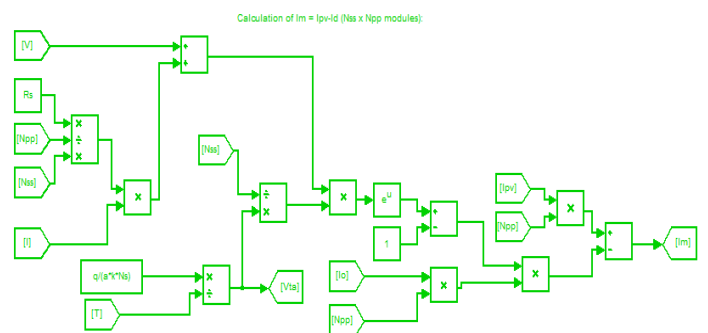 Calculation of Im = Ipv-Id (Nss x Npp modules):
[V]
+
+
Rs
×
÷
×
[Npp]
[Nss]
×
[I]
[Nss]
÷
×
×
e^u
+
-
1
q/(a*k*Ns)
×
÷
[T]
[Vta]
[Io]
[Npp]
×
×
[Ipv]
[Npp]
×
+
-
[Im]